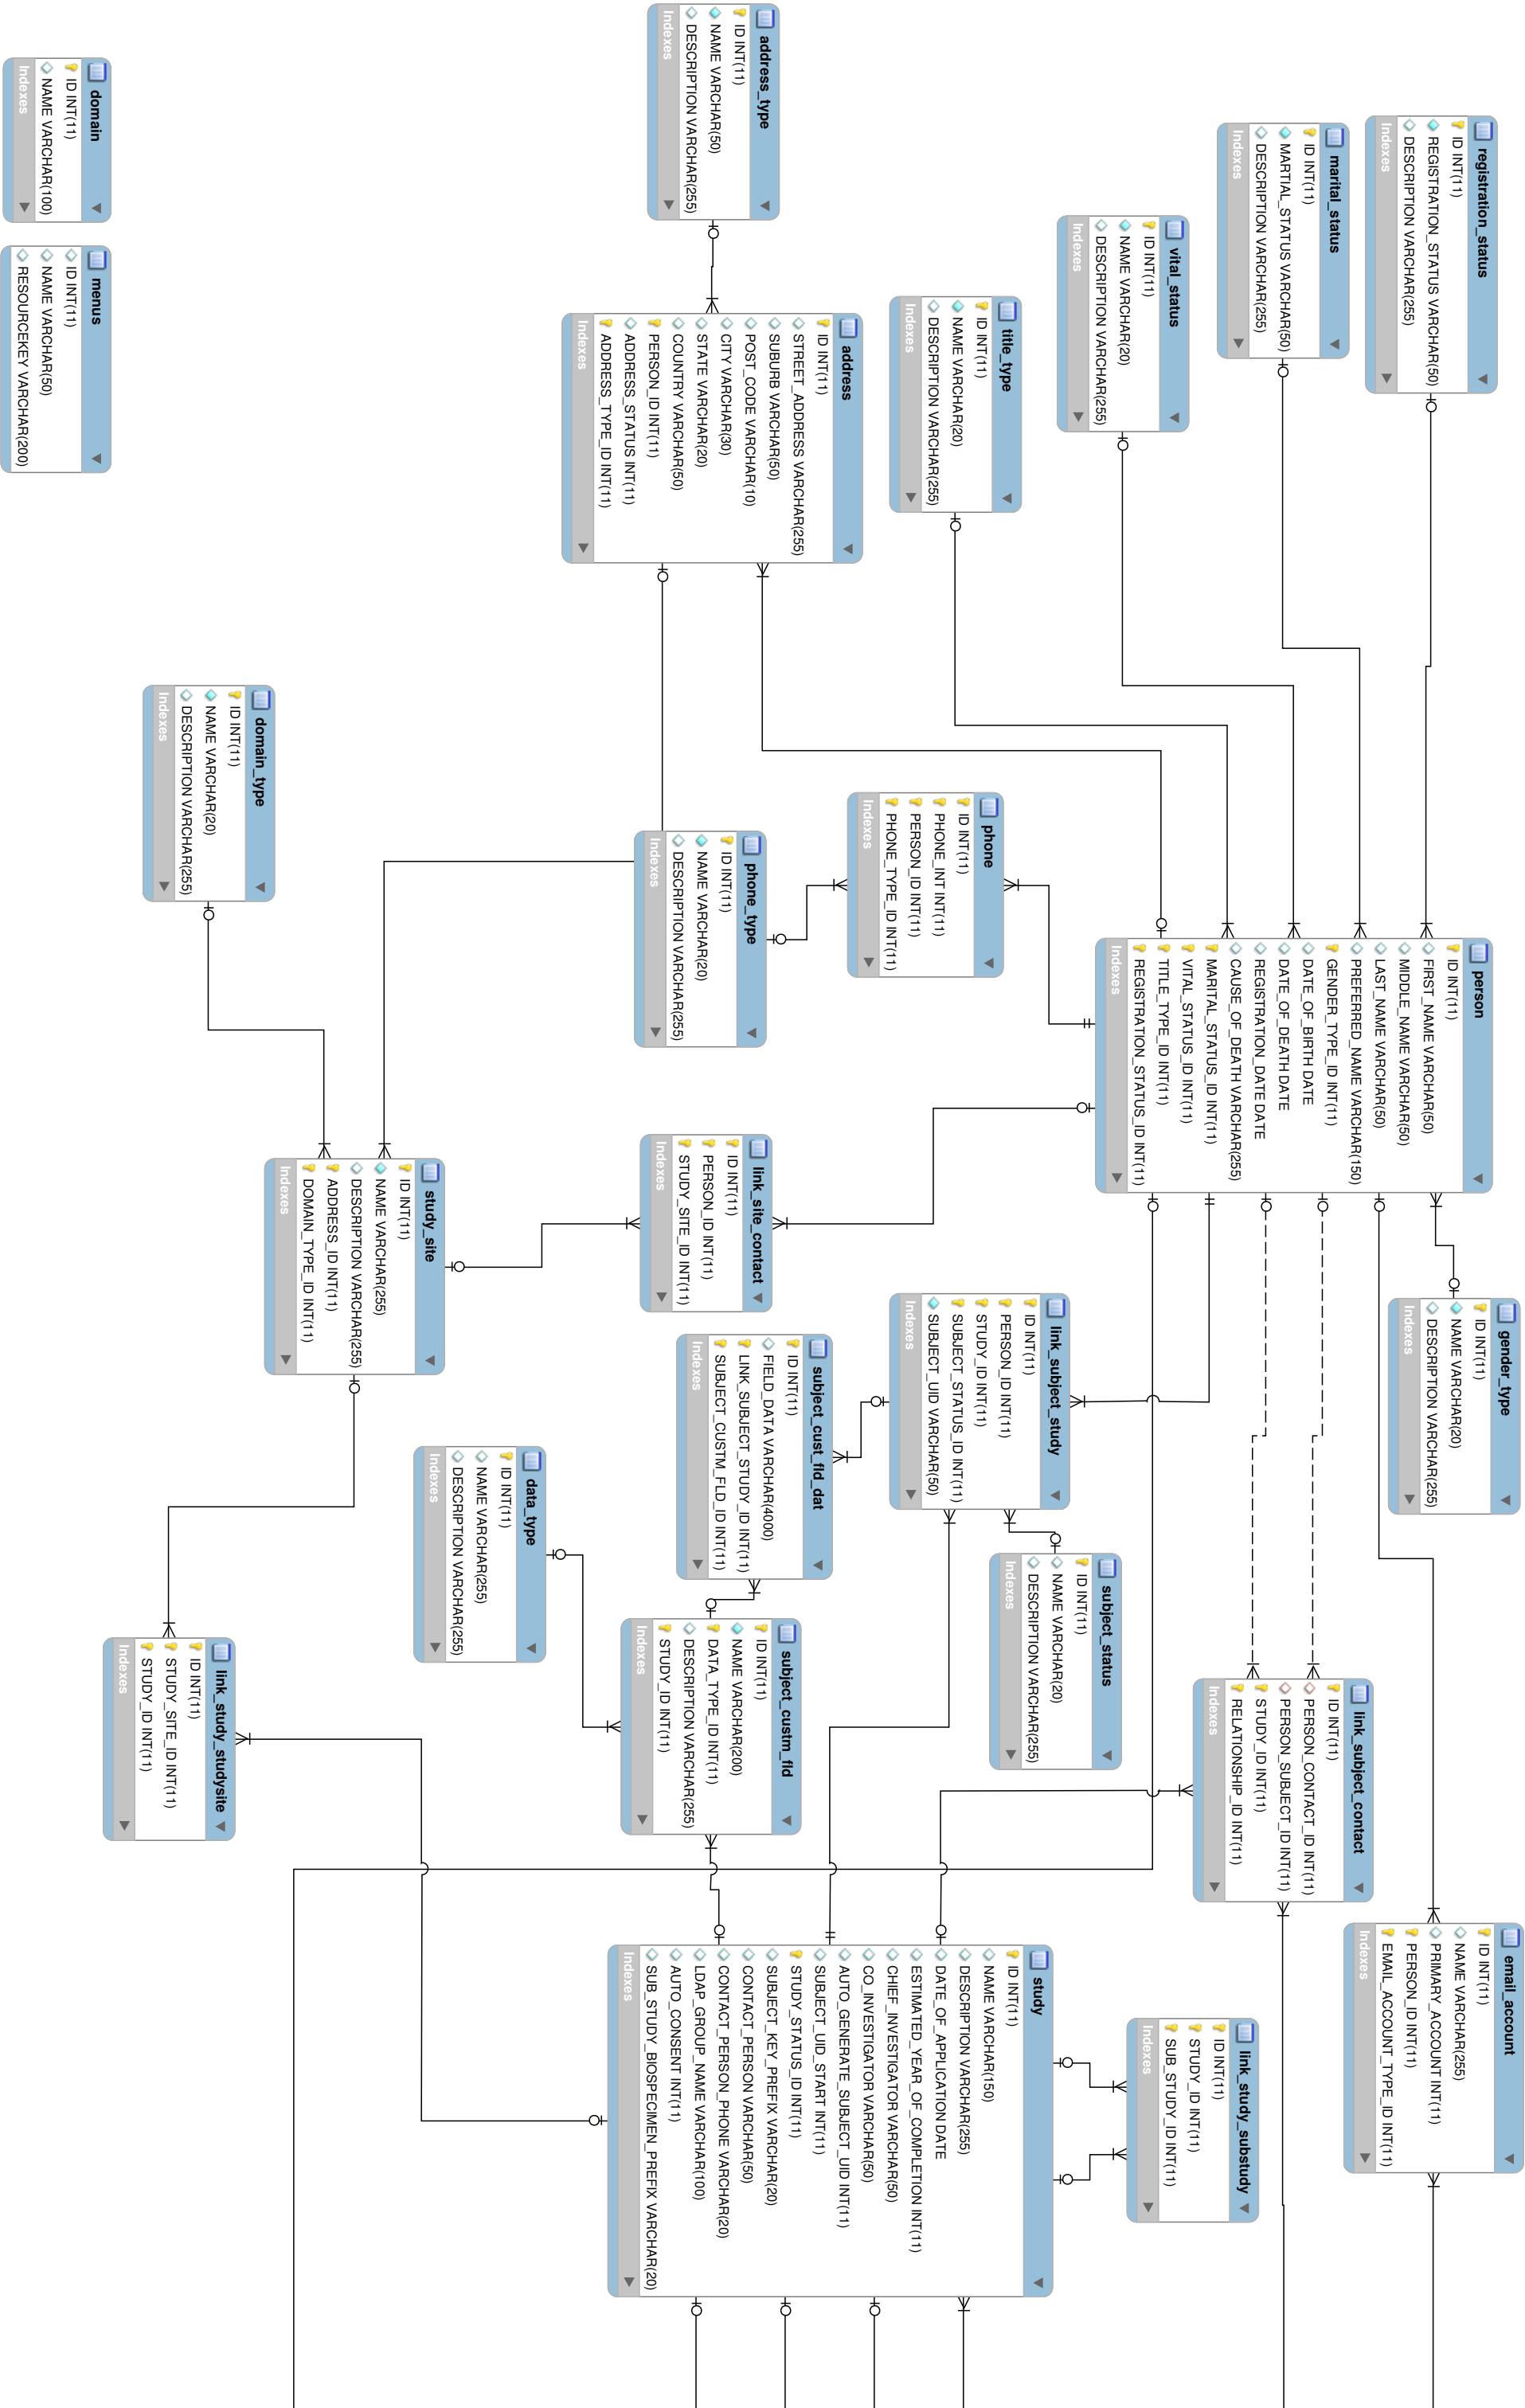 registration_status
ID INT(11)
REGISTRATION_STATUS VARCHAR(50)
DESCRIPTION VARCHAR(255)
Indexes
marital_status
ID INT(11)
MARTIAL_STATUS VARCHAR(50)
DESCRIPTION VARCHAR(255)
Indexes
vital_status
ID INT(11)
NAME VARCHAR(20)
DESCRIPTION VARCHAR(255)
Indexes
title_type
ID INT(11)
NAME VARCHAR(20)
DESCRIPTION VARCHAR(255)
Indexes
address_type
ID INT(11)
NAME VARCHAR(50)
DESCRIPTION VARCHAR(255)
Indexes
address
ID INT(11)
STREET_ADDRESS VARCHAR(255)
SUBURB VARCHAR(50)
POST_CODE VARCHAR(10)
CITY VARCHAR(30)
STATE VARCHAR(20)
COUNTRY VARCHAR(50)
PERSON_ID INT(11)
ADDRESS_STATUS INT(11)
ADDRESS_TYPE_ID INT(11)
Indexes
domain
ID INT(11)
NAME VARCHAR(100)
Indexes
menus
ID INT(11)
NAME VARCHAR(50)
RESOURCEKEY VARCHAR(200)
person
ID INT(11)
FIRST_NAME VARCHAR(50)
MIDDLE_NAME VARCHAR(50)
LAST_NAME VARCHAR(50)
PREFERRED_NAME VARCHAR(150)
GENDER_TYPE_ID INT(11)
DATE_OF_BIRTH DATE
DATE_OF_DEATH DATE
REGISTRATION_DATE DATE
CAUSE_OF_DEATH VARCHAR(255)
MARITAL_STATUS_ID INT(11)
VITAL_STATUS_ID INT(11)
TITLE_TYPE_ID INT(11)
REGISTRATION_STATUS_ID INT(11)
Indexes
phone
ID INT(11)
PHONE_INT INT(11)
PERSON_ID INT(11)
PHONE_TYPE_ID INT(11)
Indexes
phone_type
ID INT(11)
NAME VARCHAR(20)
DESCRIPTION VARCHAR(255)
Indexes
domain_type
ID INT(11)
NAME VARCHAR(20)
DESCRIPTION VARCHAR(255)
Indexes
gender_type
ID INT(11)
NAME VARCHAR(20)
DESCRIPTION VARCHAR(255)
Indexes
link_site_contact
ID INT(11)
PERSON_ID INT(11)
STUDY_SITE_ID INT(11)
Indexes
study_site
ID INT(11)
NAME VARCHAR(255)
DESCRIPTION VARCHAR(255)
ADDRESS_ID INT(11)
DOMAIN_TYPE_ID INT(11)
Indexes
link_subject_study
ID INT(11)
PERSON_ID INT(11)
STUDY_ID INT(11)
SUBJECT_STATUS_ID INT(11)
SUBJECT_UID VARCHAR(50)
Indexes
subject_cust_fld_dat
ID INT(11)
FIELD_DATA VARCHAR(4000)
LINK_SUBJECT_STUDY_ID INT(11)
SUBJECT_CUSTM_FLD_ID INT(11)
Indexes
data_type
ID INT(11)
NAME VARCHAR(255)
DESCRIPTION VARCHAR(255)
Indexes
subject_status
ID INT(11)
NAME VARCHAR(20)
DESCRIPTION VARCHAR(255)
Indexes
subject_custm_fld
ID INT(11)
NAME VARCHAR(200)
DATA_TYPE_ID INT(11)
DESCRIPTION VARCHAR(255)
STUDY_ID INT(11)
Indexes
link_study_studysite
ID INT(11)
STUDY_SITE_ID INT(11)
STUDY_ID INT(11)
Indexes
link_subject_contact
ID INT(11)
PERSON_CONTACT_ID INT(11)
PERSON_SUBJECT_ID INT(11)
STUDY_ID INT(11)
RELATIONSHIP_ID INT(11)
Indexes
email_account
ID INT(11)
NAME VARCHAR(255)
PRIMARY_ACCOUNT INT(11)
PERSON_ID INT(11)
EMAIL_ACCOUNT_TYPE_ID INT(11)
Indexes
link_study_substudy
ID INT(11)
STUDY_ID INT(11)
SUB_STUDY_ID INT(11)
Indexes
study
ID INT(11)
NAME VARCHAR(150)
DESCRIPTION VARCHAR(255)
DATE_OF_APPLICATION DATE
ESTIMATED_YEAR_OF_COMPLETION INT(11)
CHIEF_INVESTIGATOR VARCHAR(50)
CO_INVESTIGATOR VARCHAR(50)
AUTO_GENERATE_SUBJECT_UID INT(11)
SUBJECT_UID_START INT(11)
STUDY_STATUS_ID INT(11)
SUBJECT_KEY_PREFIX VARCHAR(20)
CONTACT_PERSON VARCHAR(50)
CONTACT_PERSON_PHONE VARCHAR(20)
LDAP_GROUP_NAME VARCHAR(100)
AUTO_CONSENT INT(11)
SUB_STUDY_BIOSPECIMEN_PREFIX VARCHAR(20)
Indexes